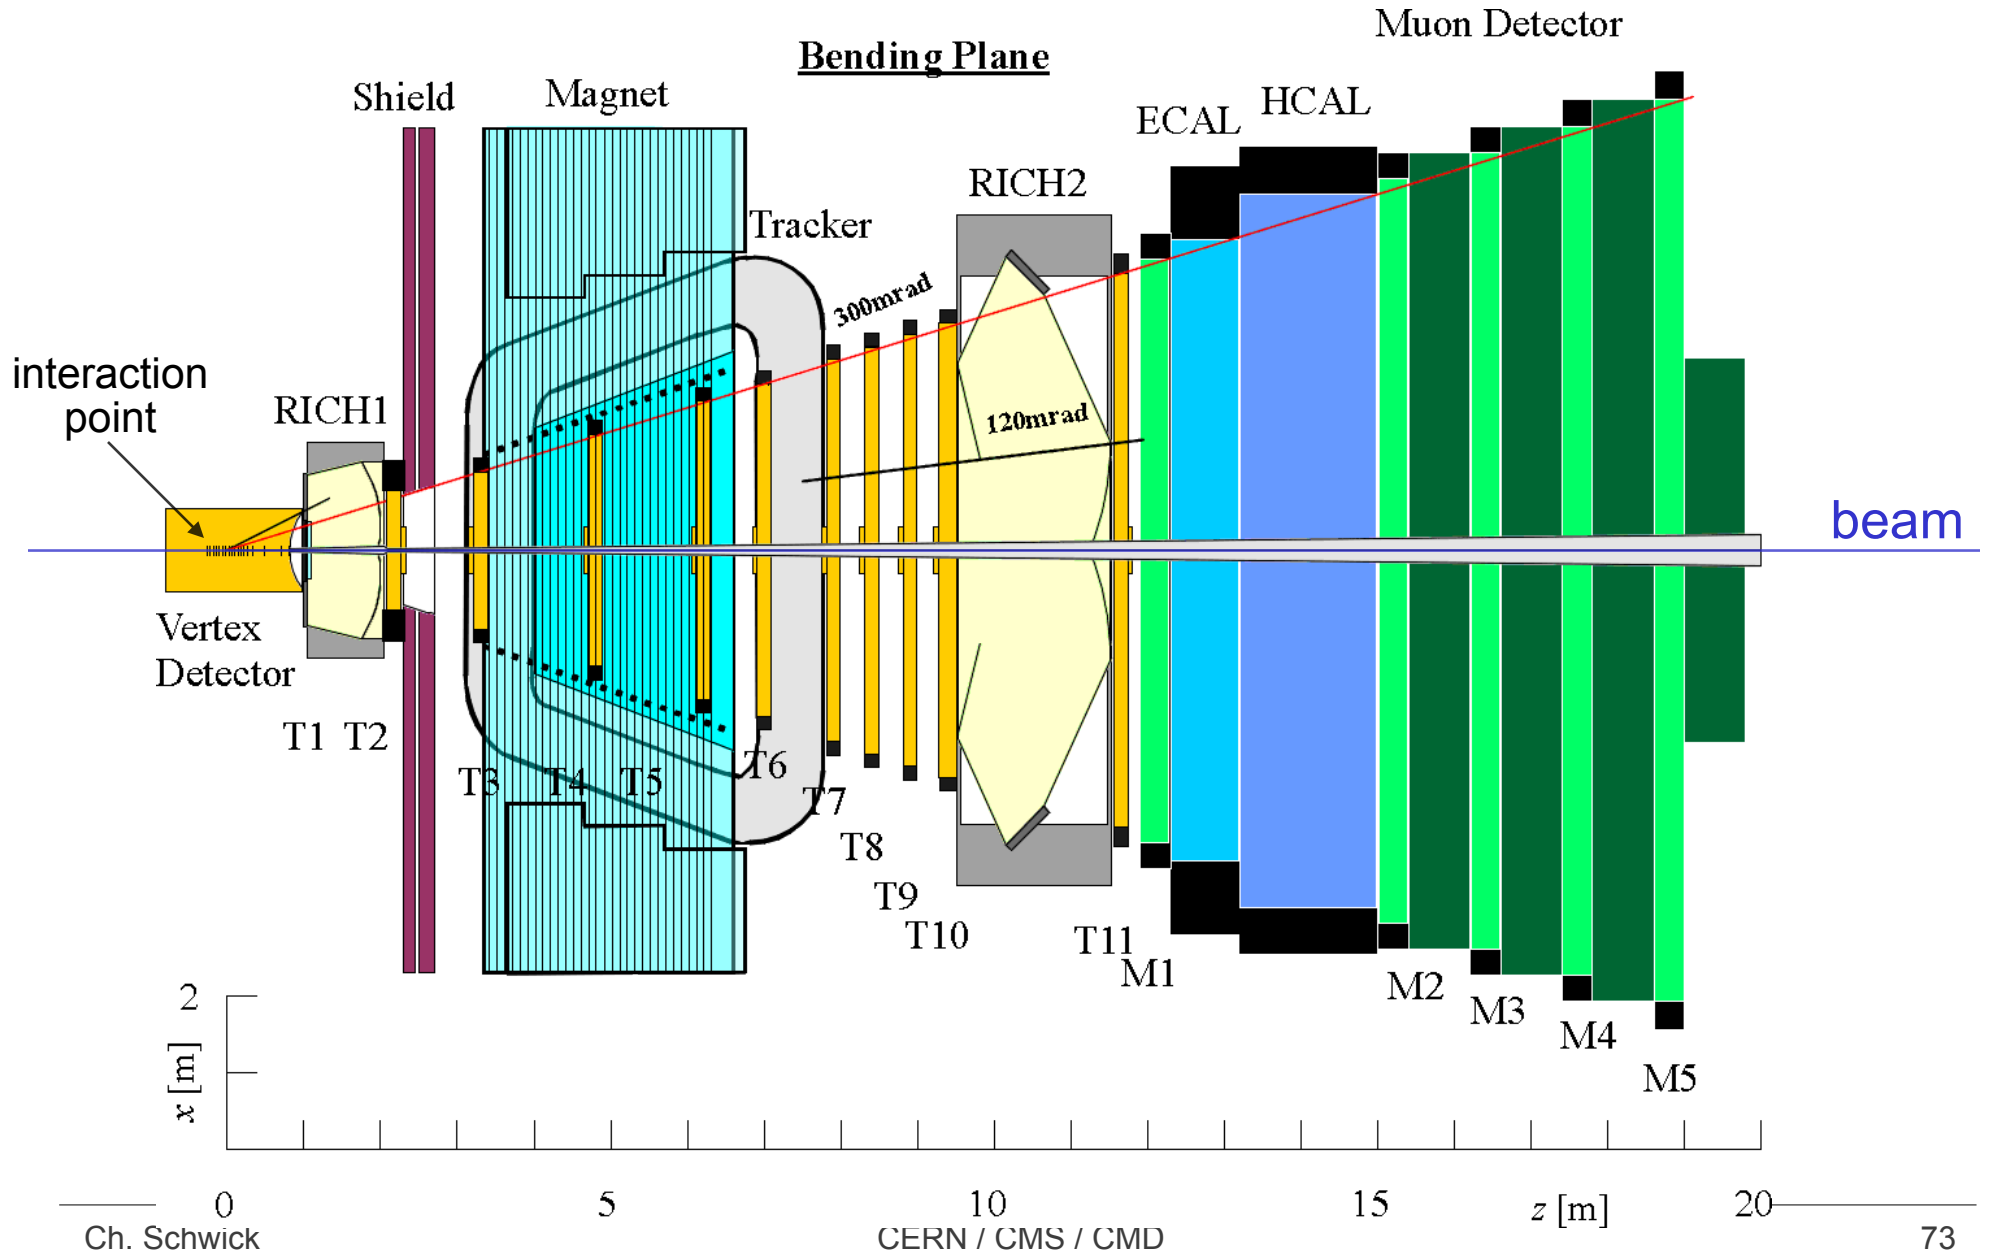 Muon Detector
Bending Plane
Shield
Magnet
HCAL
ECAL
RICH2
Tracker
300mrad
interaction
point
RICH1
120mrad
beam
Vertex
Detector
T1 T2
T3 T4 T5 T6
T7
T8
T9
T10
T11
M1
M2
M3
M4
M5
2
x [m]
0 5 10 15 z [m] 20
Ch. Schwick CERN / CMS / CMD 73